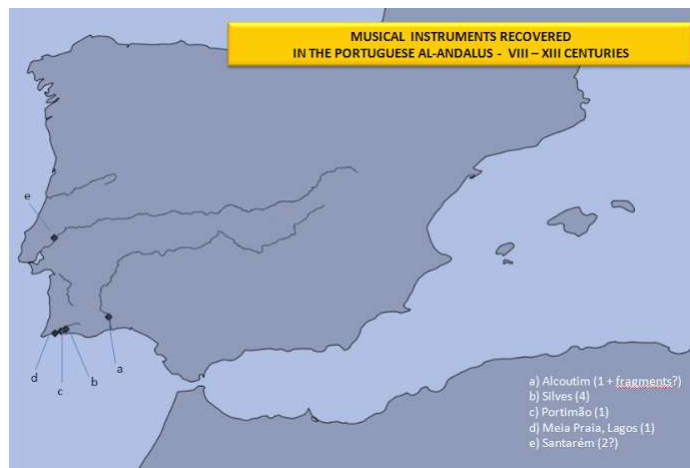 MUSICAL INSTRUMENTS RECOVERED
IN THE PORTUGUESE AL-ANDALUS - VIII – XIII CENTURIES
e
d
c
b
a
a) Alcoutim (1 + fragments?)
b) Silves (4)
c) Portimão (1)
d) Meia Praia, Lagos (1)
e) Santarém (2?)